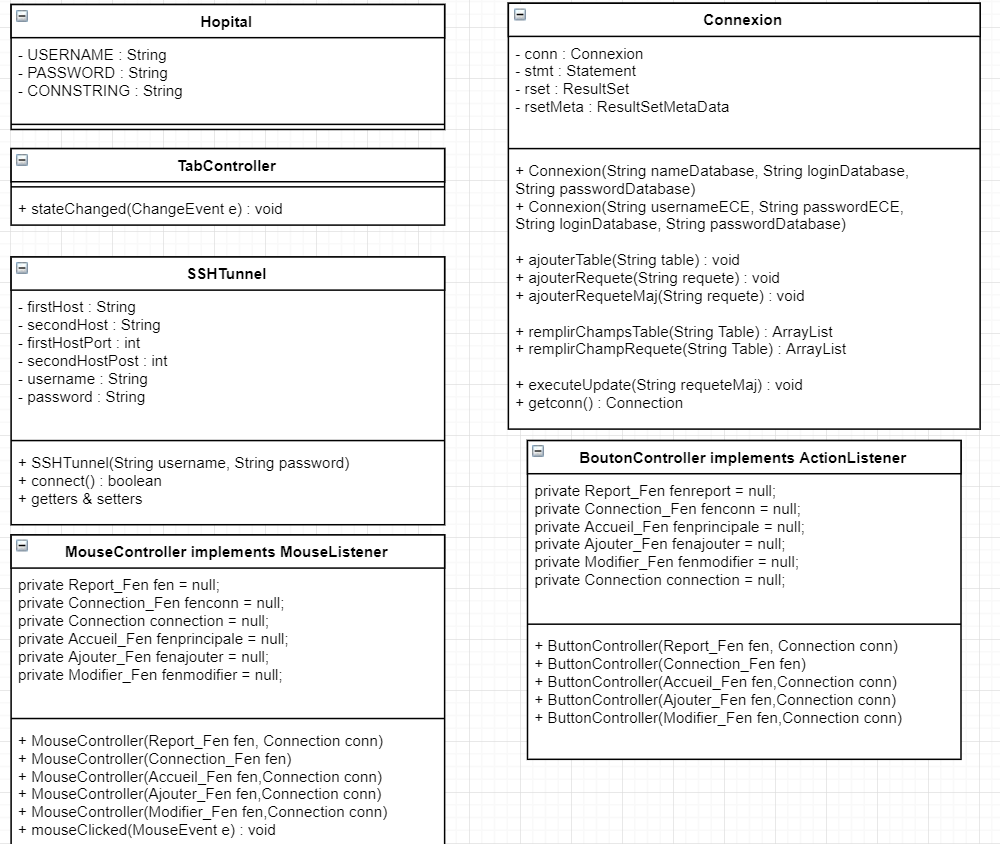 Hopital
- USERNAME : String
- PASSWORD : String
- CONNSTRING : String
TabController
+ stateChanged(ChangeEvent e) : void
SSHTunnel
- firstHost : String
- secondHost : String
- firstHostPort : int
- secondHostPost : int
- username : String
- password : String
+ SSHTunnel(String username, String password)
+ connect() : boolean
+ getters & setters
MouseController implements MouseListener
private Report_Fen fen = null;
private Connection_Fen fenconn = null;
private Connection connection = null;
private Accueil_Fen fenprincipale = null;
private Ajouter_Fen fenajouter = null;
private Modifier_Fen fenmodifier = null;
+ MouseController(Report_Fen fen, Connection conn)
+ MouseController(Connection_Fen fen)
+ MouseController(Accueil_Fen fen,Connection conn)
+ MouseController(Ajouter_Fen fen,Connection conn)
+ MouseController(Modifier_Fen fen,Connection conn)
+ mouseClicked(MouseEvent e) : void
Connexion
- conn : Connexion
- stmt : Statement
- rset : ResultSet
- rsetMeta : ResultSetMetaData
+ Connexion(String nameDatabase, String loginDatabase,
String passwordDatabase)
+ Connexion(String usernameECE, String passwordECE,
String loginDatabase, String passwordDatabase)
+ ajouterTable(String table) : void
+ ajouterRequete(String requete) : void
+ ajouterRequeteMaj(String requete) : void
+ remplirChampsTable(String Table) : ArrayList
+ remplirChampRequete(String Table) : ArrayList
+ executeUpdate(String requeteMaj) : void
+ getconn() : Connection
BoutonController implements ActionListener
private Report_Fen fenreport = null;
private Connection_Fen fenconn = null;
private Accueil_Fen fenprincipale = null;
private Ajouter_Fen fenajouter = null;
private Modifier_Fen fenmodifier = null;
private Connection connection = null;
+ ButtonController(Report_Fen fen, Connection conn)
+ ButtonController(Connection_Fen fen)
+ ButtonController(Accueil_Fen fen,Connection conn)
+ ButtonController(Ajouter_Fen fen,Connection conn)
+ ButtonController(Modifier_Fen fen,Connection conn)